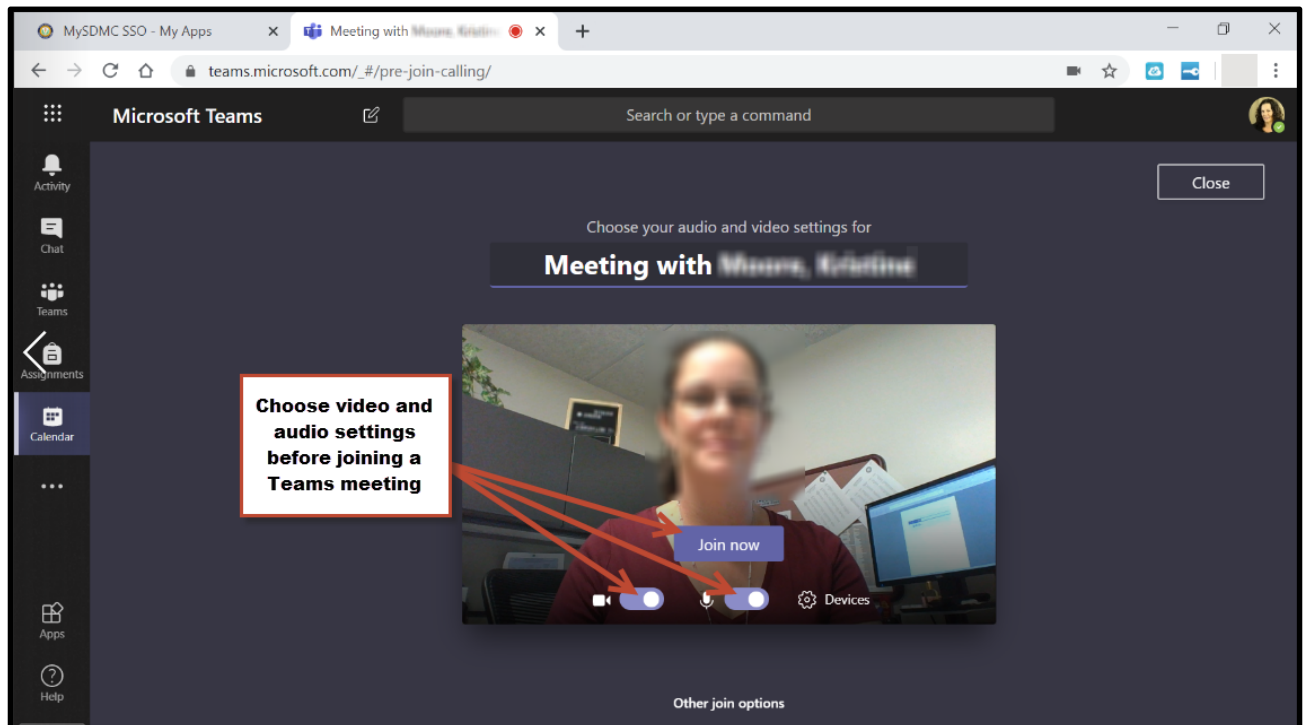 MySDMC SSO - My Apps
Meeting with
teams.microsoft.com/_#/pre-join-calling/
Microsoft Teams
Search or type a command
Activity
Chat
Teams
Assignments
Calendar
Apps
Help
Close
Choose your audio and video settings for
Meeting with
Choose video and
audio settings
before joining a
Teams meeting
Join now
Devices
Other join options